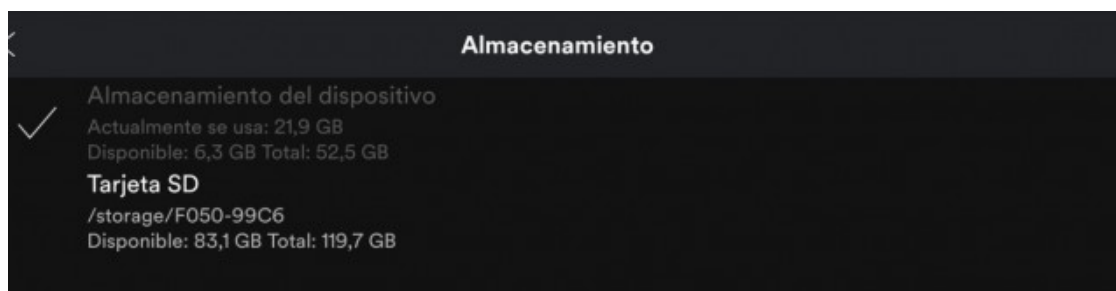 Almacenamiento
Almacenamiento del dispositivo
Actualmente se usa: 21,9 GB
Disponible: 6,3 GB Total: 52,5 GB
Tarjeta SD
/storage/F050-99C6
Disponible: 83,1 GB Total: 119,7 GB